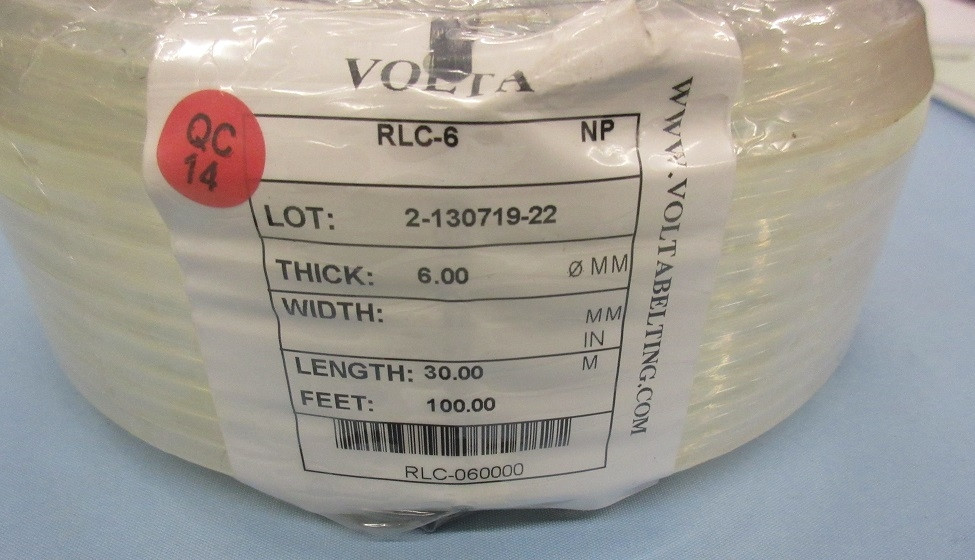 VOLTA
QC
14
RLC-6 NP
LOT: 2-130719-22
THICK: 6.00 Ø MM
WIDTH: MM
IN
LENGTH: 30.00 M
FEET: 100.00
RLC-060000
WWW.VOLTABELTING.COM